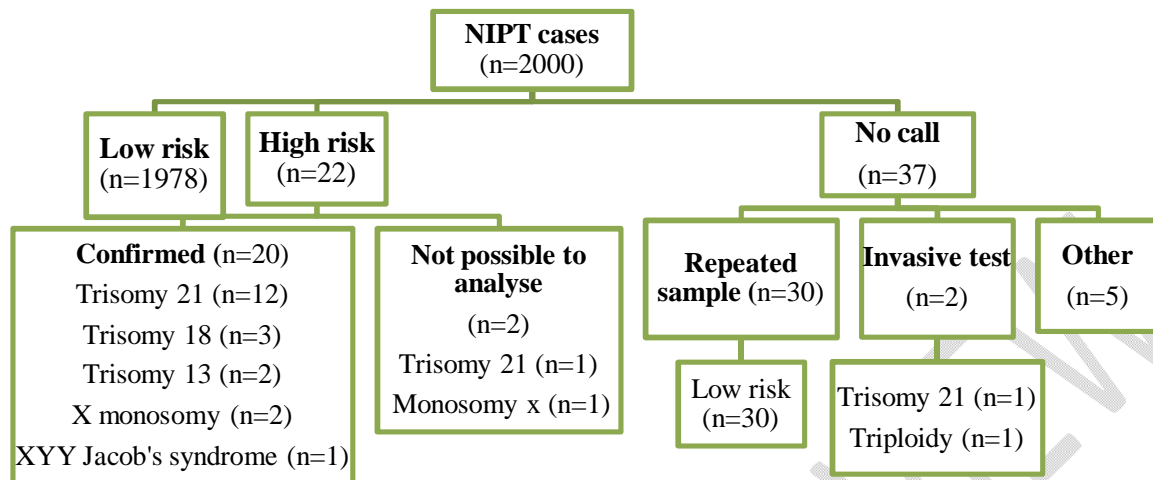 NIPT cases
(n=2000)
Low risk
(n=1978)
High risk
(n=22)
No call
(n=37)
Confirmed (n=20)
Trisomy 21 (n=12)
Trisomy 18 (n=3)
Trisomy 13 (n=2)
X monosomy (n=2)
XYY Jacob's syndrome (n=1)
Not possible to
analyse
(n=2)
Trisomy 21 (n=1)
Monosomy x (n=1)
Repeated
sample (n=30)
Invasive test
(n=2)
Other
(n=5)
Low risk
(n=30)
Trisomy 21 (n=1)
Triploidy (n=1)